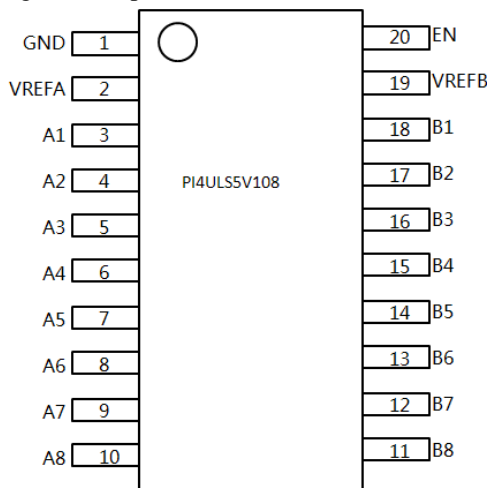 GND 1 20 EN
VREFA 2 19 VREFB
A1 3 18 B1
A2 4 PI4ULS5V108 17 B2
A3 5 16 B3
A4 6 15 B4
A5 7 14 B5
A6 8 13 B6
A7 9 12 B7
A8 10 11 B8